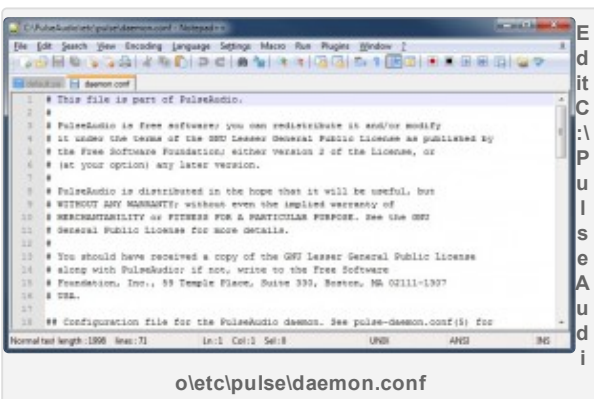 C:\PulseAudio\etc\pulse\daemon.conf - Notepad++
File Edit Search View Encoding Language Settings Macro Run Plugins Window ?
X
default.pa daemon.conf
1 # This file is part of PulseAudio.
2 #
3 # PulseAudio is free software; you can redistribute it and/or modify
4 # it under the terms of the GNU Lesser General Public License as published by
5 # the Free Software Foundation; either version 2 of the License, or
6 # (at your option) any later version.
7 #
8 # PulseAudio is distributed in the hope that it will be useful, but
9 # WITHOUT ANY WARRANTY; without even the implied warranty of
10 # MERCHANTABILITY or FITNESS FOR A PARTICULAR PURPOSE. See the GNU
11 # General Public License for more details.
12 #
13 # You should have received a copy of the GNU Lesser General Public License
14 # along with PulseAudio; if not, write to the Free Software
15 # Foundation, Inc., 59 Temple Place, Suite 330, Boston, MA 02111-1307
16 # USA.
17
18 ## Configuration file for the PulseAudio daemon. See pulse-daemon.conf(5) for
Normal text length : 1998 lines : 71 Ln : 1 Col : 1 Sel : 0 UNIX ANSI INS
E
d
it
C
:\
P
u
l
s
e
A
u
d
i
o\etc\pulse\daemon.conf